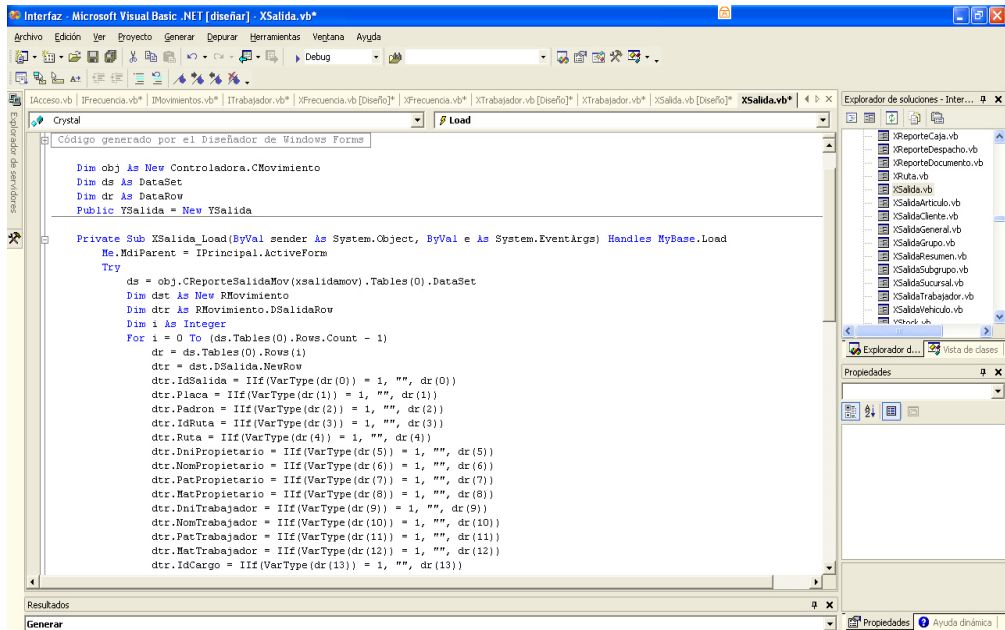 Interfaz - Microsoft Visual Basic .NET [diseñar] - XSalida.vb*
Archivo Edición Ver Proyecto Generar Depurar Herramientas Ventana Ayuda
Debug
IAcceso.vb | IFrecuencia.vb* | IMovimientos.vb* | ITrabajador.vb* | XFrecuencia.vb [Diseño]* | XFrecuencia.vb* | XTrabajador.vb [Diseño]* | XTrabajador.vb* | XSalida.vb [Diseño]* XSalida.vb*
Crystal
Load
Explorador de servidores
Código generado por el Diseñador de Windows Forms
Dim obj As New Controladora.CMovimiento
Dim ds As DataSet
Dim dr As DataRow
Public YSalida = New YSalida
Private Sub XSalida_Load(ByVal sender As System.Object, ByVal e As System.EventArgs) Handles MyBase.Load
Me.MdiParent = IPrincipal.ActiveForm
Try
ds = obj.CReporteSalidaMov(xsalidamov).Tables(0).DataSet
Dim dst As New RMovimiento
Dim dtr As RMovimiento.DSalidaRow
Dim i As Integer
For i = 0 To (ds.Tables(0).Rows.Count - 1)
dr = ds.Tables(0).Rows(i)
dtr = dst.DSalida.NewRow
dtr.IdSalida = IIf(VarType(dr(0)) = 1, "", dr(0))
dtr.Placa = IIf(VarType(dr(1)) = 1, "", dr(1))
dtr.Padron = IIf(VarType(dr(2)) = 1, "", dr(2))
dtr.IdRuta = IIf(VarType(dr(3)) = 1, "", dr(3))
dtr.Ruta = IIf(VarType(dr(4)) = 1, "", dr(4))
dtr.DniPropietario = IIf(VarType(dr(5)) = 1, "", dr(5))
dtr.NomPropietario = IIf(VarType(dr(6)) = 1, "", dr(6))
dtr.PatPropietario = IIf(VarType(dr(7)) = 1, "", dr(7))
dtr.MatPropietario = IIf(VarType(dr(8)) = 1, "", dr(8))
dtr.DniTrabajador = IIf(VarType(dr(9)) = 1, "", dr(9))
dtr.NomTrabajador = IIf(VarType(dr(10)) = 1, "", dr(10))
dtr.PatTrabajador = IIf(VarType(dr(11)) = 1, "", dr(11))
dtr.MatTrabajador = IIf(VarType(dr(12)) = 1, "", dr(12))
dtr.IdCargo = IIf(VarType(dr(13)) = 1, "", dr(13))
Resultados
Generar
Explorador de soluciones - Inter...
XReporteCaja.vb
XReporteDespacho.vb
XReporteDocumento.vb
XRuta.vb
XSalida.vb
XSalidaArticulo.vb
XSalidaCliente.vb
XSalidaGeneral.vb
XSalidaGrupo.vb
XSalidaResumen.vb
XSalidaSubgrupo.vb
XSalidaSucursal.vb
XSalidaTrabajador.vb
XSalidaVehiculo.vb
XStock.vb
Explorador d... Vista de clases
Propiedades
Propiedades Ayuda dinámica